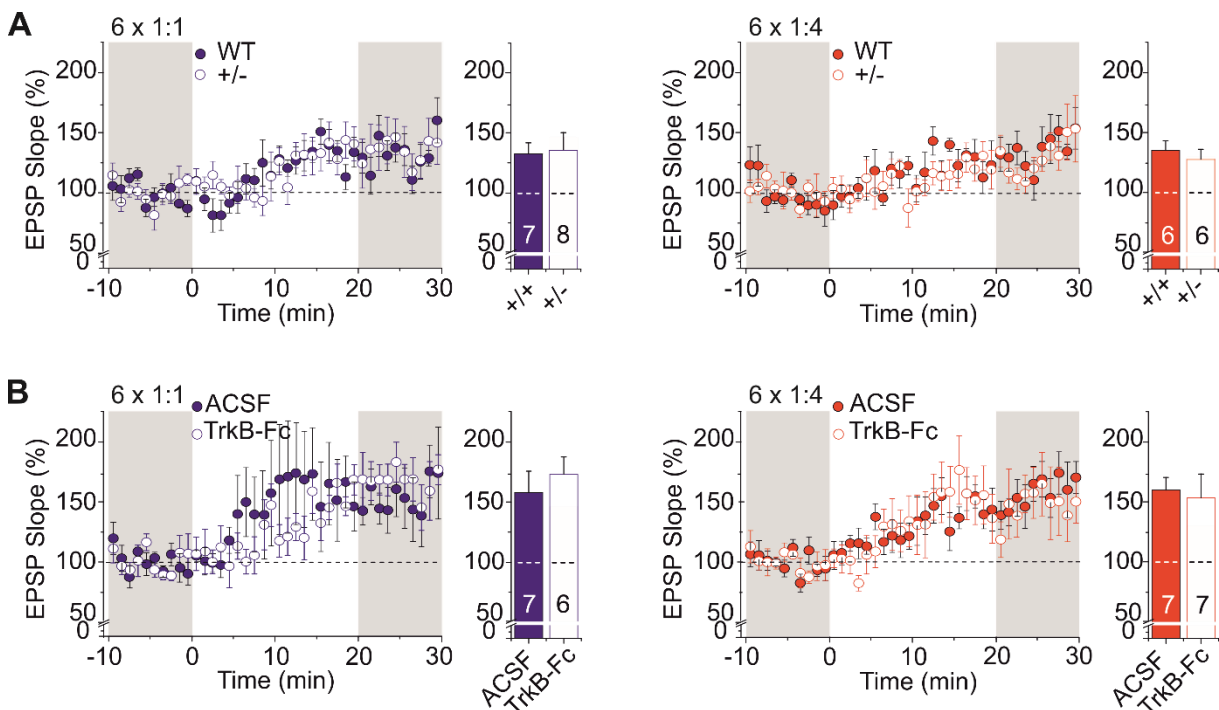 A
6 x 1:1
WT
+/-
EPSP Slope (%)
200
150
100
50
0
-10 0 10 20 30
Time (min)
200
150
100
50
0
7 8
+/+ +/-
6 x 1:4
WT
+/-
EPSP Slope (%)
200
150
100
50
0
-10 0 10 20 30
Time (min)
200
150
100
50
0
6 6
+/+ +/-
B
6 x 1:1
ACSF
TrkB-Fc
EPSP Slope (%)
200
150
100
50
0
-10 0 10 20 30
Time (min)
200
150
100
50
0
7 6
ACSF TrkB-Fc
6 x 1:4
ACSF
TrkB-Fc
EPSP Slope (%)
200
150
100
50
0
-10 0 10 20 30
Time (min)
200
150
100
50
0
7 7
ACSF TrkB-Fc